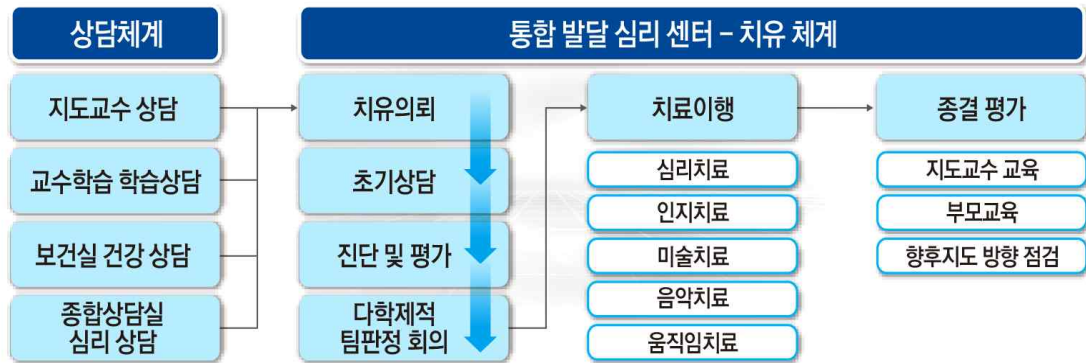 상담체계
통합 발달 심리 센터 – 치유 체계
지도교수 상담
교수학습 학습상담
보건실 건강 상담
종합상담실
심리 상담
치유의뢰
초기상담
진단 및 평가
다학제적
팀판정 회의
치료이행
심리치료
인지치료
미술치료
음악치료
움직임치료
종결 평가
지도교수 교육
부모교육
향후지도 방향 점검